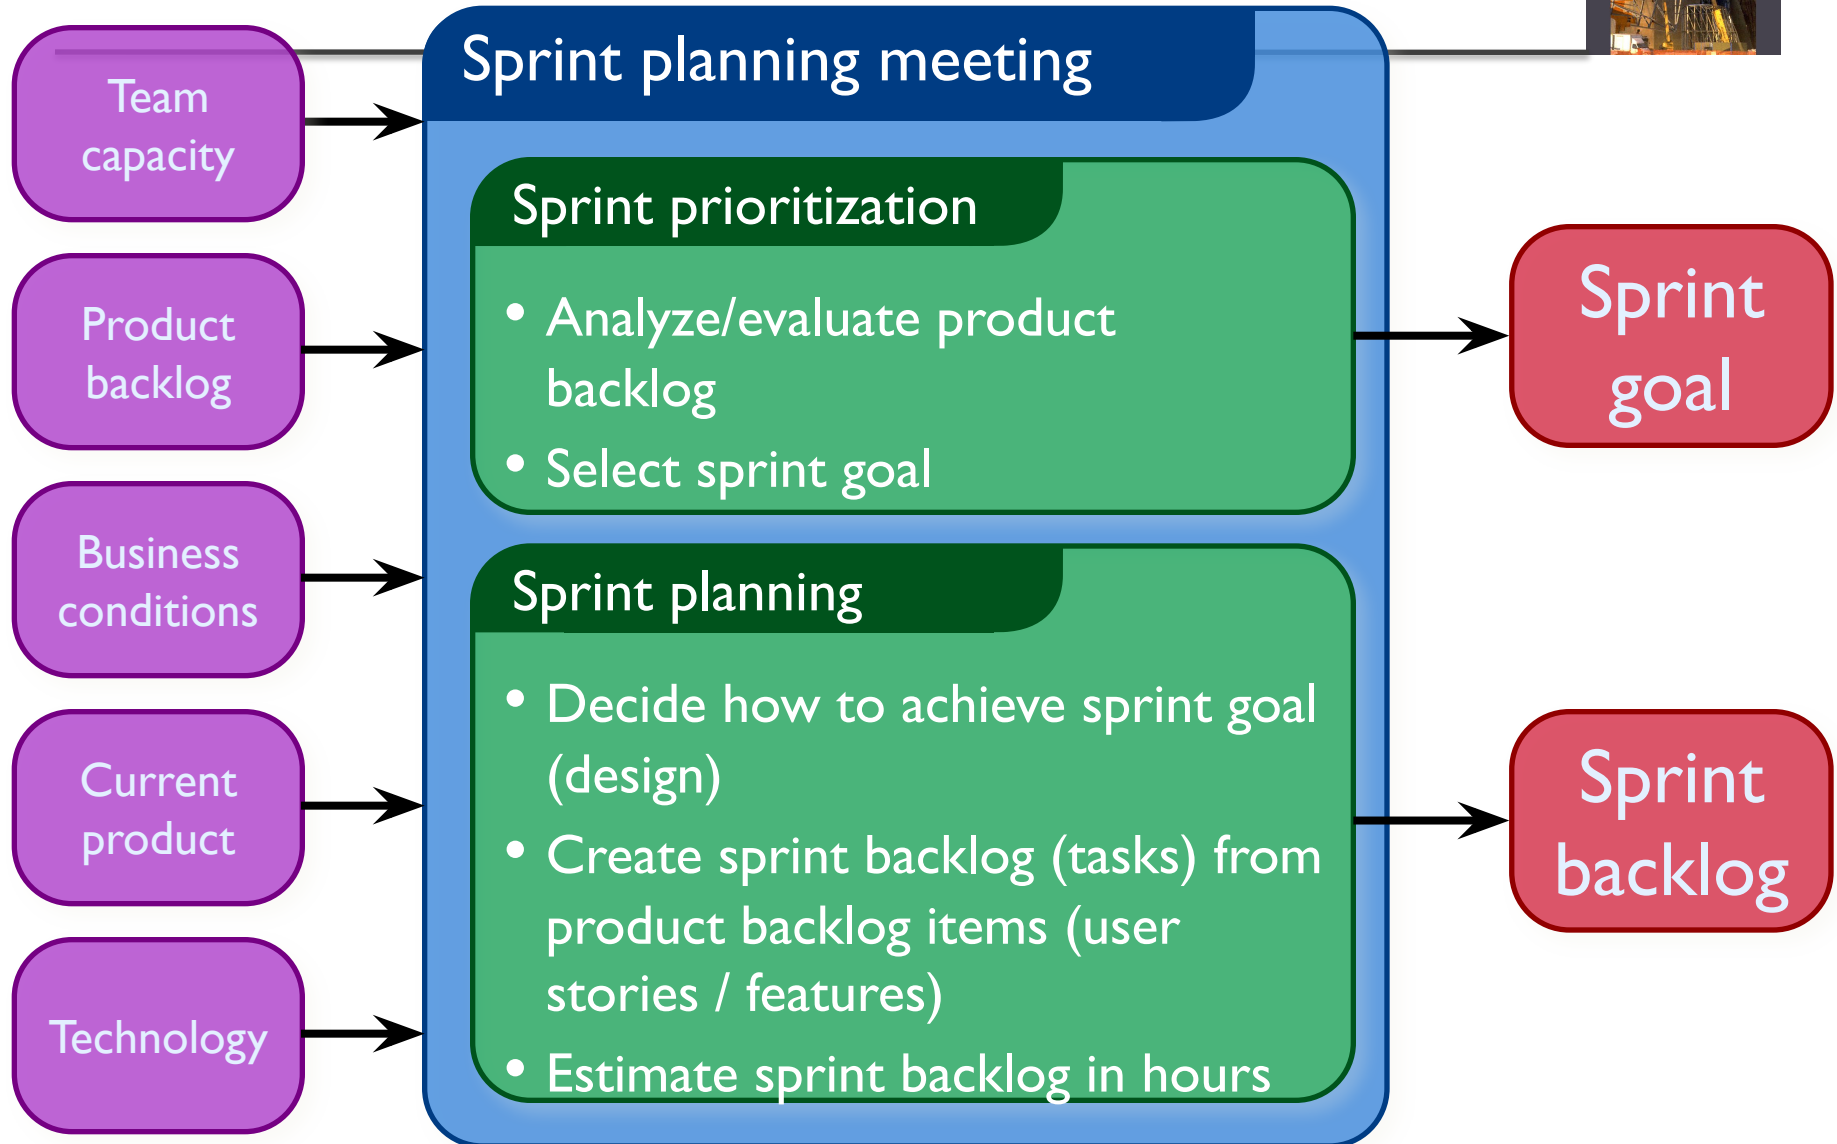 Team
capacity
Product
backlog
Business
conditions
Current
product
Technology
Sprint planning meeting
Sprint prioritization
• Analyze/evaluate product
backlog
• Select sprint goal
Sprint planning
• Decide how to achieve sprint goal
(design)
• Create sprint backlog (tasks) from
product backlog items (user
stories / features)
• Estimate sprint backlog in hours
Sprint
goal
Sprint
backlog